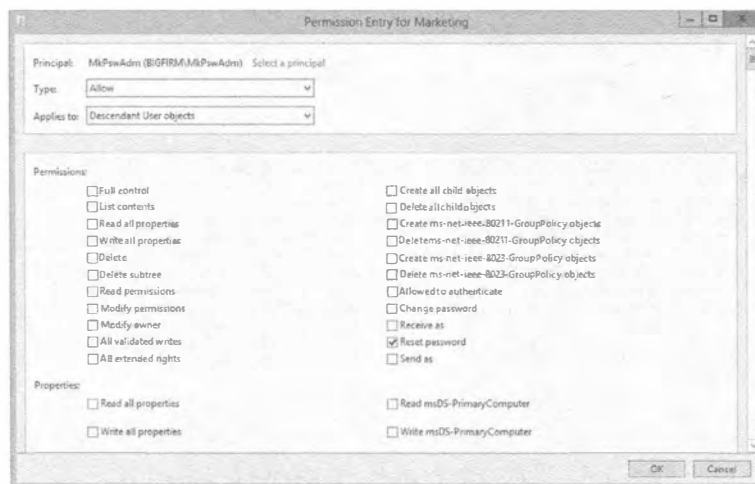 Permission Entry for Marketing
Principal: MkPswAdm (BIGFIRM\MkPswAdm) Select a principal
Type: Allow
Applies to: Descendant User objects
Permissions:
Full control
List contents
Read all properties
Write all properties
Delete
Delete subtree
Read permissions
Modify permissions
Modify owner
All validated writes
All extended rights
Create all child objects
Delete all child objects
Create ms-net-ieee-80211-GroupPolicy objects
Delete ms-net-ieee-80211-GroupPolicy objects
Create ms-net-ieee-8023-GroupPolicy objects
Delete ms-net-ieee-8023-GroupPolicy objects
Allowed to authenticate
Change password
Receive as
Reset password
Send as
Properties:
Read all properties
Write all properties
Read msDS-PrimaryComputer
Write msDS-PrimaryComputer
OK Cancel